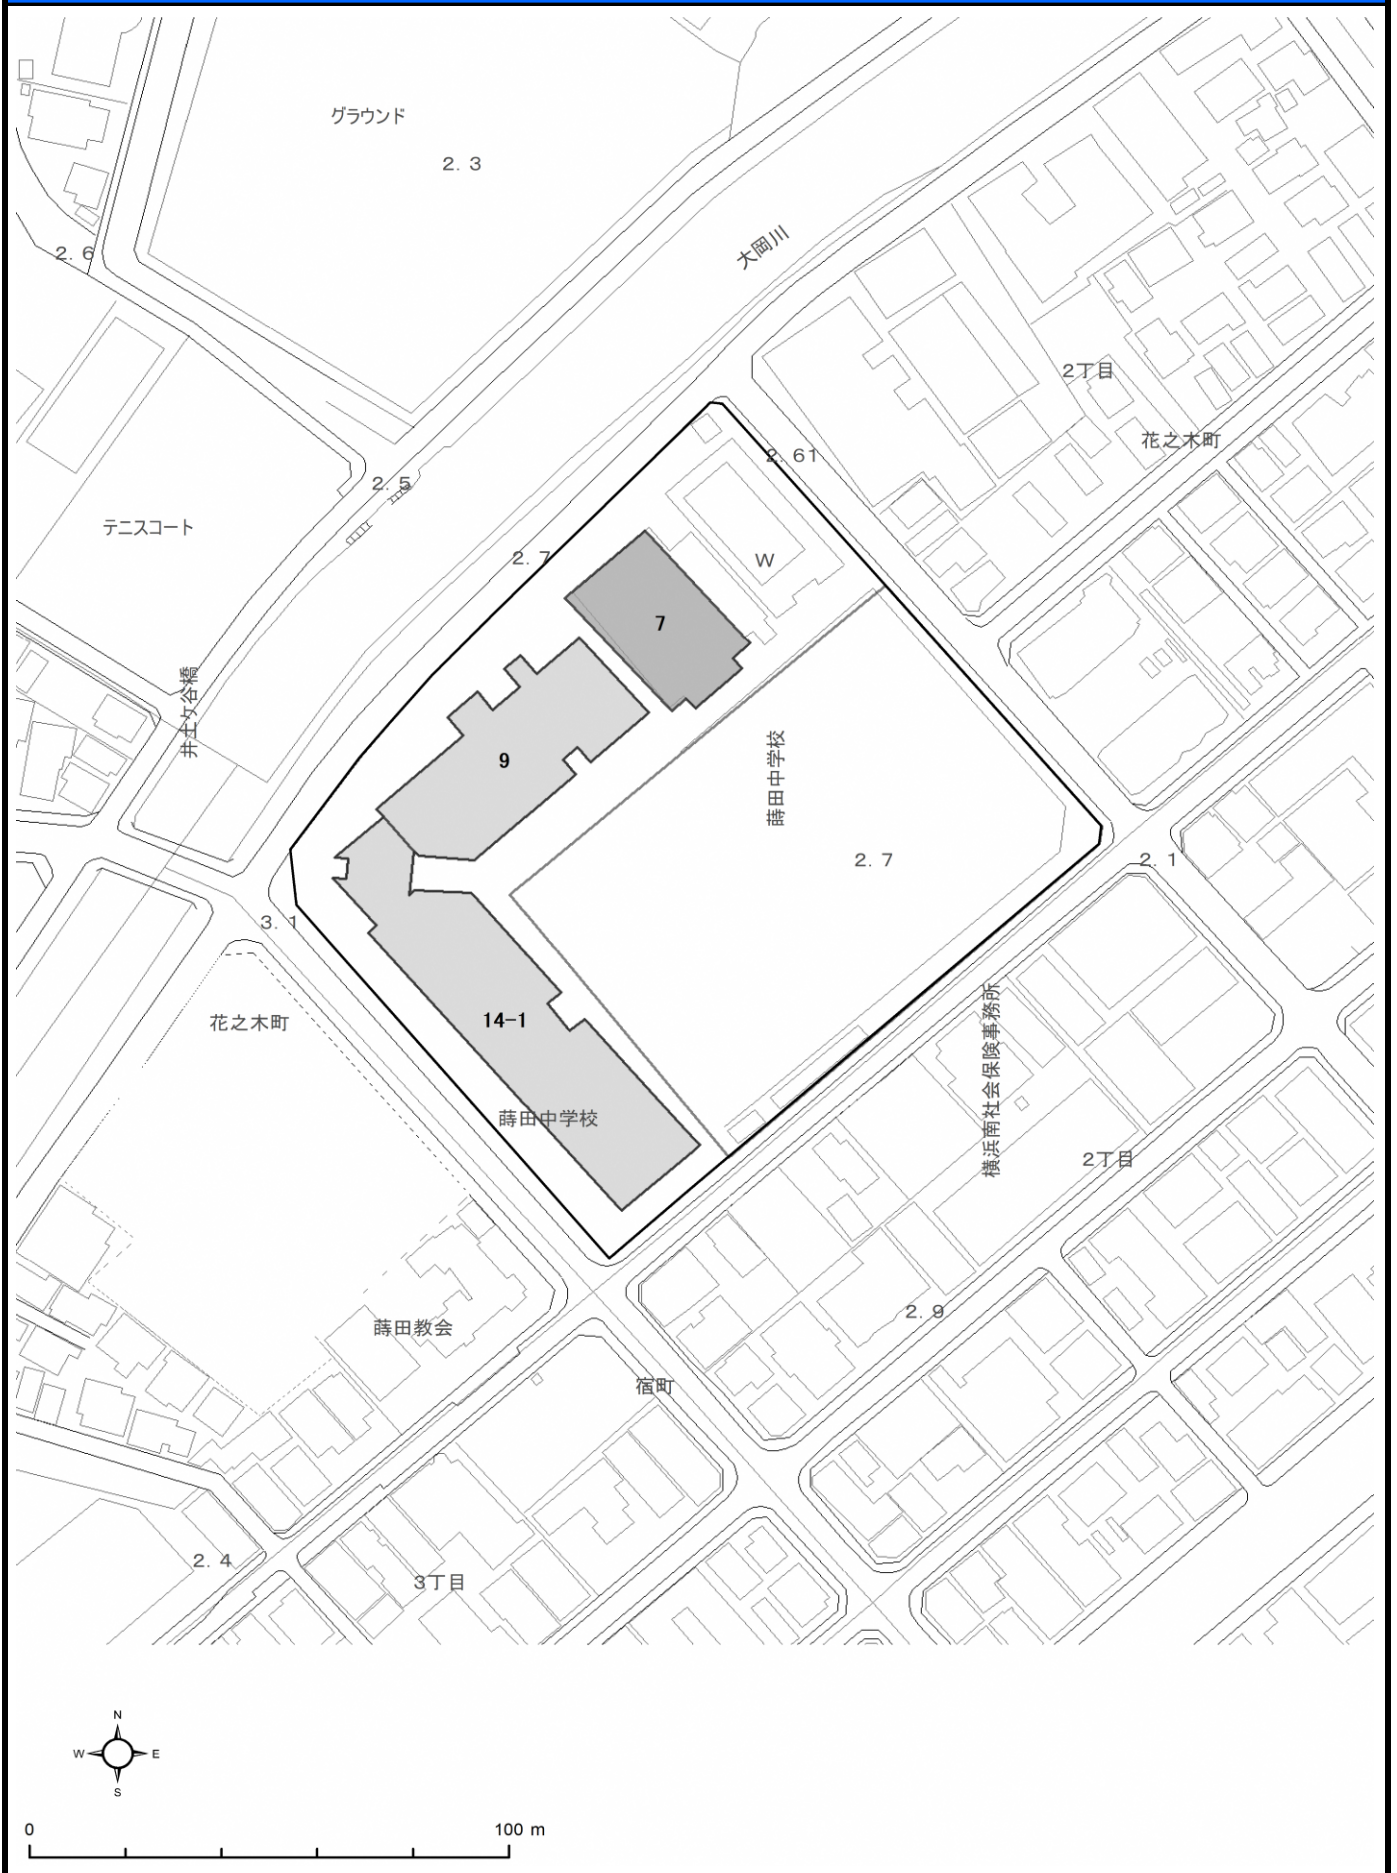 グラウンド
2. 3
大岡川
2. 6
2丁目
花之木町
2. 61
2. 5
テニスコート
2. 7
W
7
井土ケ谷橋
9
蒔田中学校
2. 7
2. 1
3. 1
花之木町
14-1
横浜南社会保険事務所
蒔田中学校
2丁目
2. 9
蒔田教会
宿町
2. 4
3丁目
N
W E
S
0 100 m